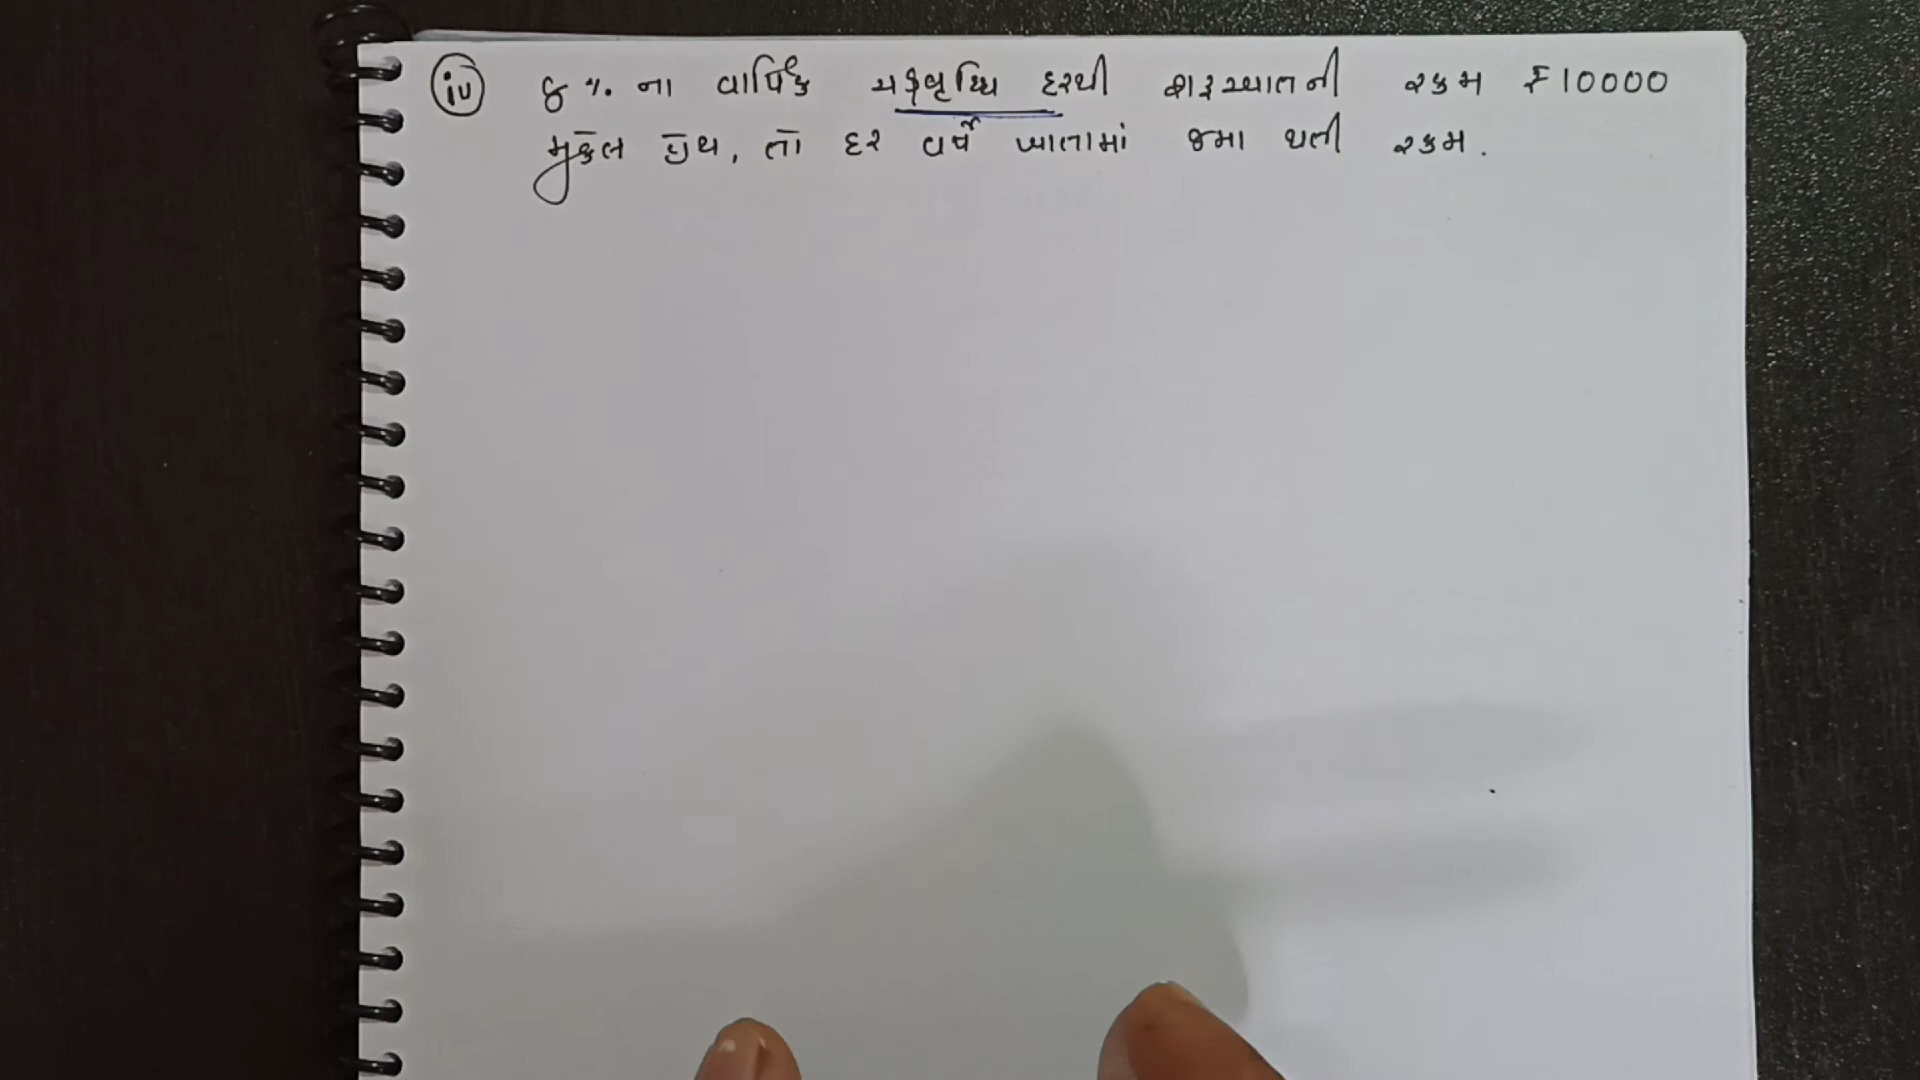 (iv) 8 % ના વાર્ષિક ચક્રવૃધ્ધિ દરથી શરૂઆતની રકમ ₹10000
મુકેલ હોય, તો દર વર્ષે ખાતામાં જમા થતી રકમ.